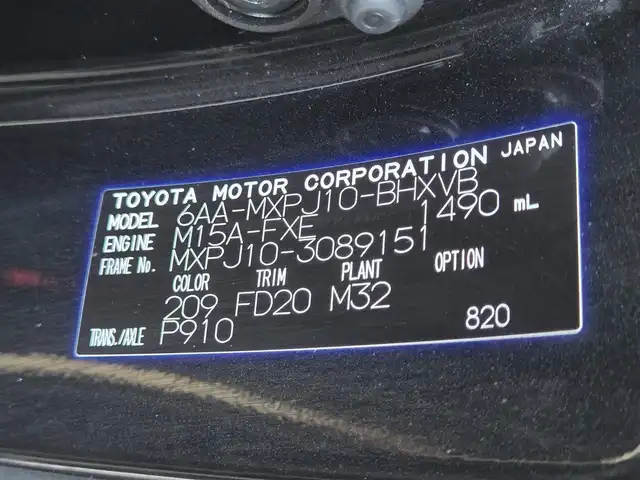 TOYOTA MOTOR CORPORATION JAPAN
MODEL 6AA-MXPJ10-BHXVB
ENGINE M15A-FXE 1490 mL
FRAME No. MXPJ10-3089151
COLOR TRIM PLANT OPTION
209 FD20 M32
TRANS./AXLE P910 820